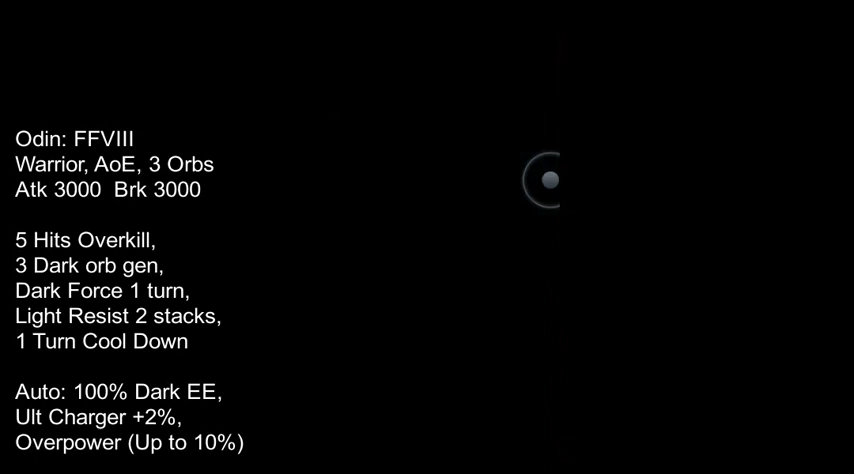 Odin: FFVIII
Warrior, AoE, 3 Orbs
Atk 3000  Brk 3000
5 Hits Overkill,
3 Dark orb gen,
Dark Force 1 turn,
Light Resist 2 stacks,
1 Turn Cool Down
Auto: 100% Dark EE,
Ult Charger +2%,
Overpower (Up to 10%)